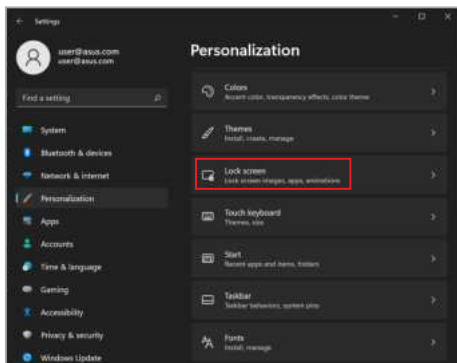 Settings
user@asus.com
user@asus.com
Find a setting
System
Bluetooth & devices
Network & internet
Personalization
Apps
Accounts
Time & language
Gaming
Accessibility
Privacy & security
Windows Update
Personalization
Colors
Accent color, transparency effects, color theme
Themes
Install, create, manage
Lock screen
Lock screen images, apps, animations
Touch keyboard
Themes, size
Start
Recent apps and items, folders
Taskbar
Taskbar behaviors, system pins
Fonts
Install, manage